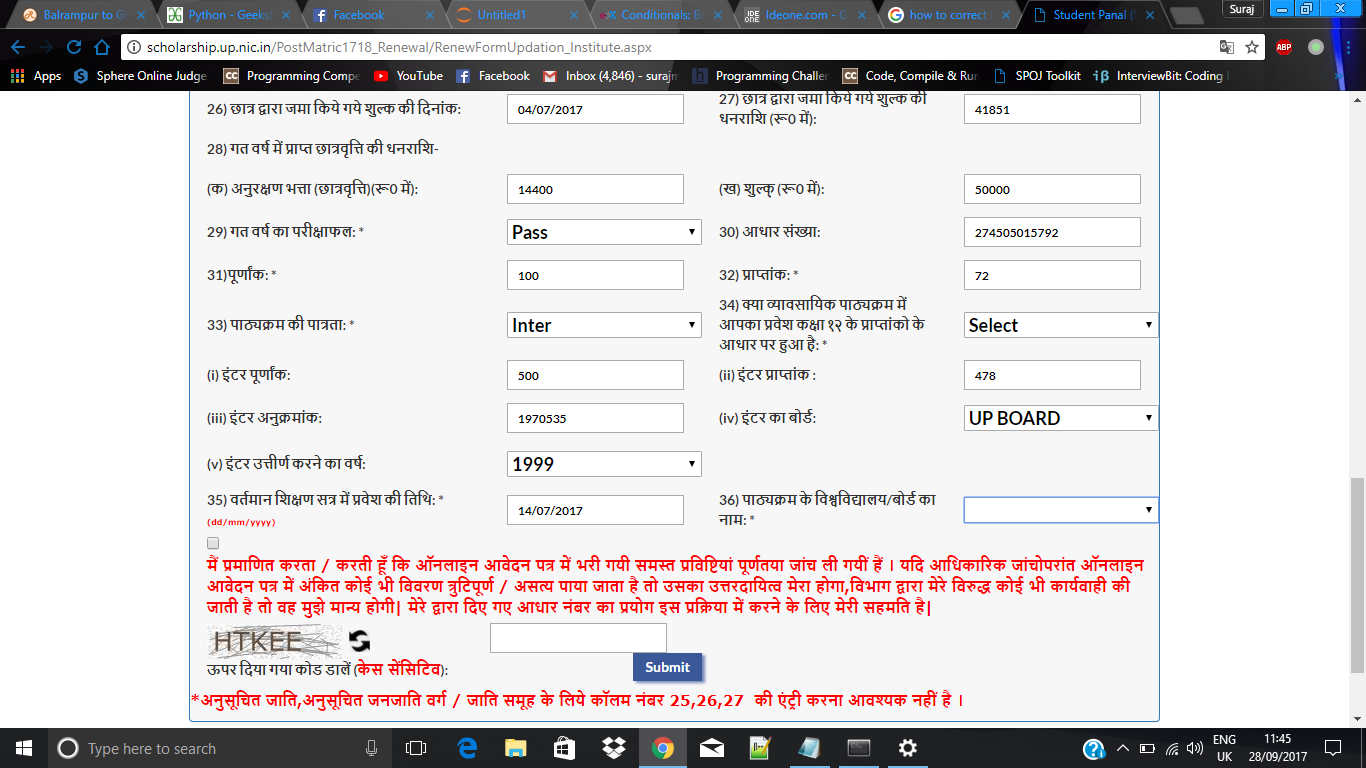 Balrampur to G
Python - Geeksf
Facebook
Untitled1
Conditionals: B
Ideone.com - G
how to correct
Student Panal (
Suraj
scholarship.up.nic.in/PostMatric1718_Renewal/RenewFormUpdation_Institute.aspx
Apps Sphere Online Judge Programming Compe YouTube Facebook Inbox (4,846) - surajm Programming Challen Code, Compile & Run SPOJ Toolkit InterviewBit: Coding
26) छात्र द्वारा जमा किये गये शुल्क की दिनांक: 04/07/2017
27) छात्र द्वारा जमा किये गये शुल्क की
धनराशि (रू0 में): 41851
28) गत वर्ष में प्राप्त छात्रवृत्ति की धनराशि-
(क) अनुरक्षण भत्ता (छात्रवृत्ति)(रू0 में): 14400 (ख) शुल्क् (रू0 में): 50000
29) गत वर्ष का परीक्षाफल: * Pass 30) आधार संख्या: 274505015792
31)पूर्णांक: * 100 32) प्राप्तांक: * 72
33) पाठ्यक्रम की पात्रता: * Inter
34) क्या व्यावसायिक पाठ्यक्रम में
आपका प्रवेश कक्षा १२ के प्राप्तांको के
आधार पर हुआ है: * Select
(i) इंटर पूर्णांक: 500 (ii) इंटर प्राप्तांक : 478
(iii) इंटर अनुक्रमांक: 1970535 (iv) इंटर का बोर्ड: UP BOARD
(v) इंटर उत्तीर्ण करने का वर्ष: 1999
35) वर्तमान शिक्षण सत्र में प्रवेश की तिथि: *
(dd/mm/yyyy) 14/07/2017
36) पाठ्यक्रम के विश्वविद्यालय/बोर्ड का
नाम: *
मैं प्रमाणित करता / करती हूँ कि ऑनलाइन आवेदन पत्र में भरी गयी समस्त प्रविष्टियां पूर्णतया जांच ली गयीं हैं । यदि आधिकारिक जांचोपरांत ऑनलाइन
आवेदन पत्र में अंकित कोई भी विवरण त्रुटिपूर्ण / असत्य पाया जाता है तो उसका उत्तरदायित्व मेरा होगा,विभाग द्वारा मेरे विरुद्ध कोई भी कार्यवाही की
जाती है तो वह मुझे मान्य होगी| मेरे द्वारा दिए गए आधार नंबर का प्रयोग इस प्रक्रिया में करने के लिए मेरी सहमति है|
HTKEE
ऊपर दिया गया कोड डालें (केस सेंसिटिव):
Submit
*अनुसूचित जाति,अनुसूचित जनजाति वर्ग / जाति समूह के लिये कॉलम नंबर 25,26,27 की एंट्री करना आवश्यक नहीं है ।
Type here to search
ENG 11:45
UK 28/09/2017